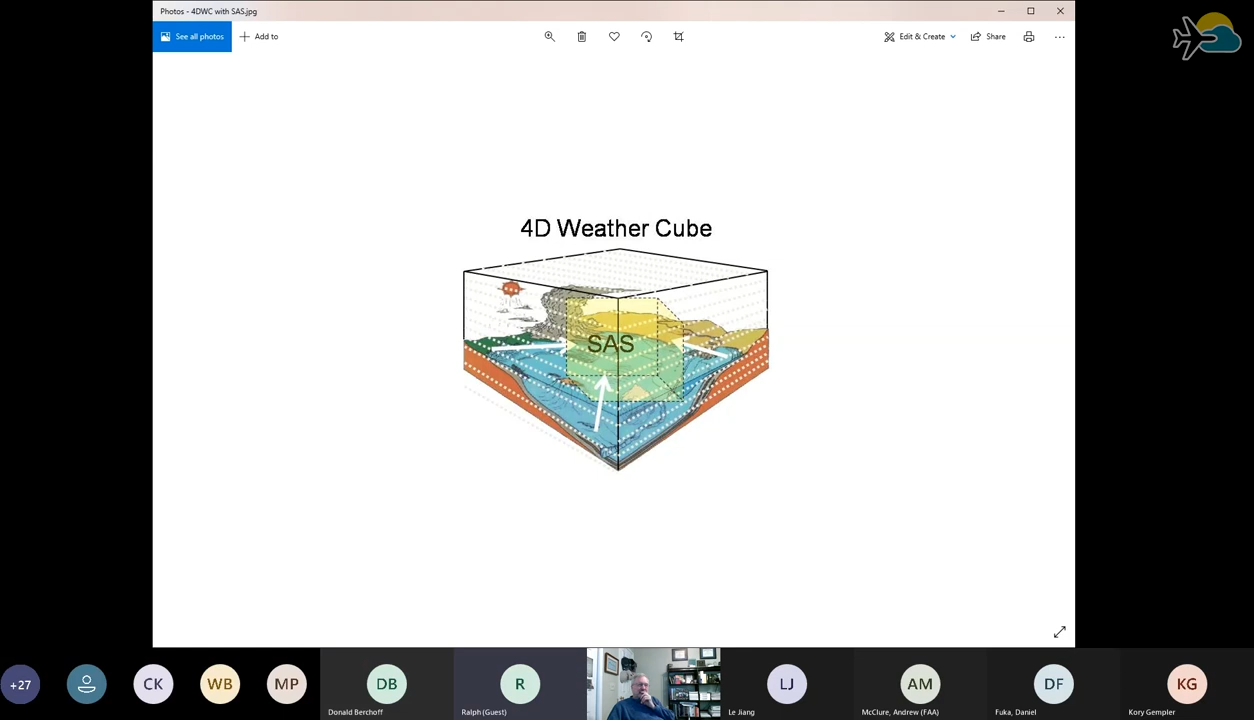 Photos - 4DWC with SAS.jpg
See all photos
Add to
Edit & Create
Share
4D Weather Cube
SAS
+27
CK
WB
MP
DB
Donald Berchoff
R
Ralph (Guest)
LJ
Le Jiang
AM
McClure, Andrew (FAA)
DF
Fuka, Daniel
KG
Kory Gempler